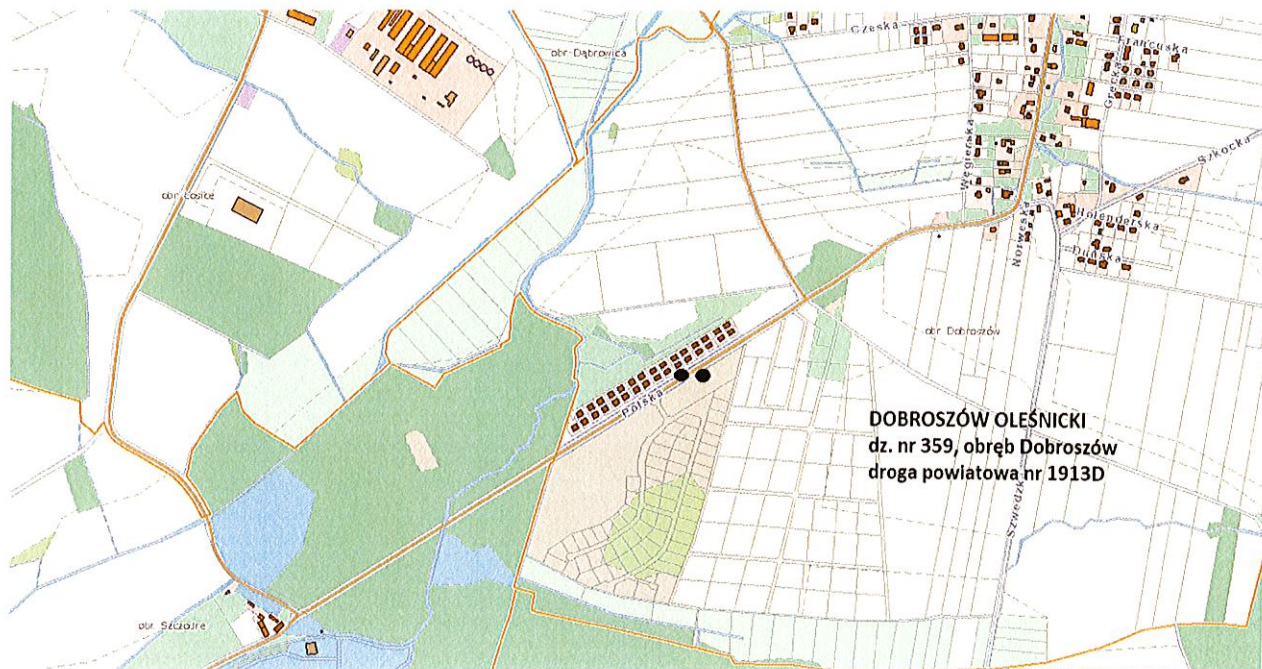 Czeska
Francuska
obr. Dąbrowica
Grecka
Szkocka
Węgierska
obr. Łosice
Holenderska
Norweska
Duńska
obr. Dobroszów
Polska
DOBROSZÓW OLEŚNICKI
dz. nr 359, obręb Dobroszów
droga powiatowa nr 1913D
Szwedzka
obr. Szczodre